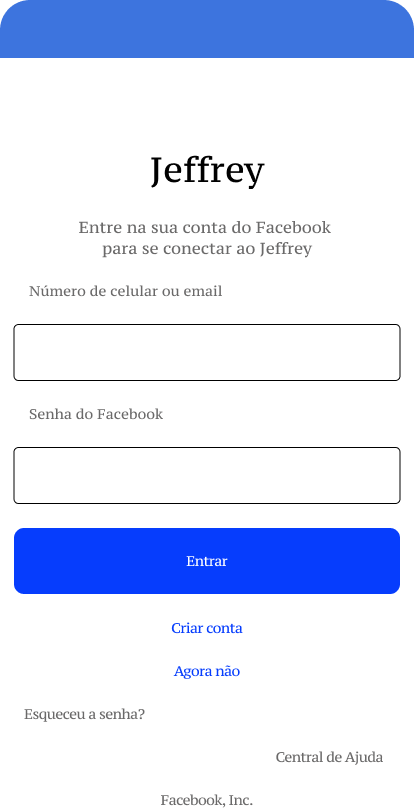 Jeffrey
Entre na sua conta do Facebook
para se conectar ao Jeffrey
Número de celular ou email
Senha do Facebook
Entrar
Criar conta
Agora não
Esqueceu a senha?
Central de Ajuda
Facebook, Inc.